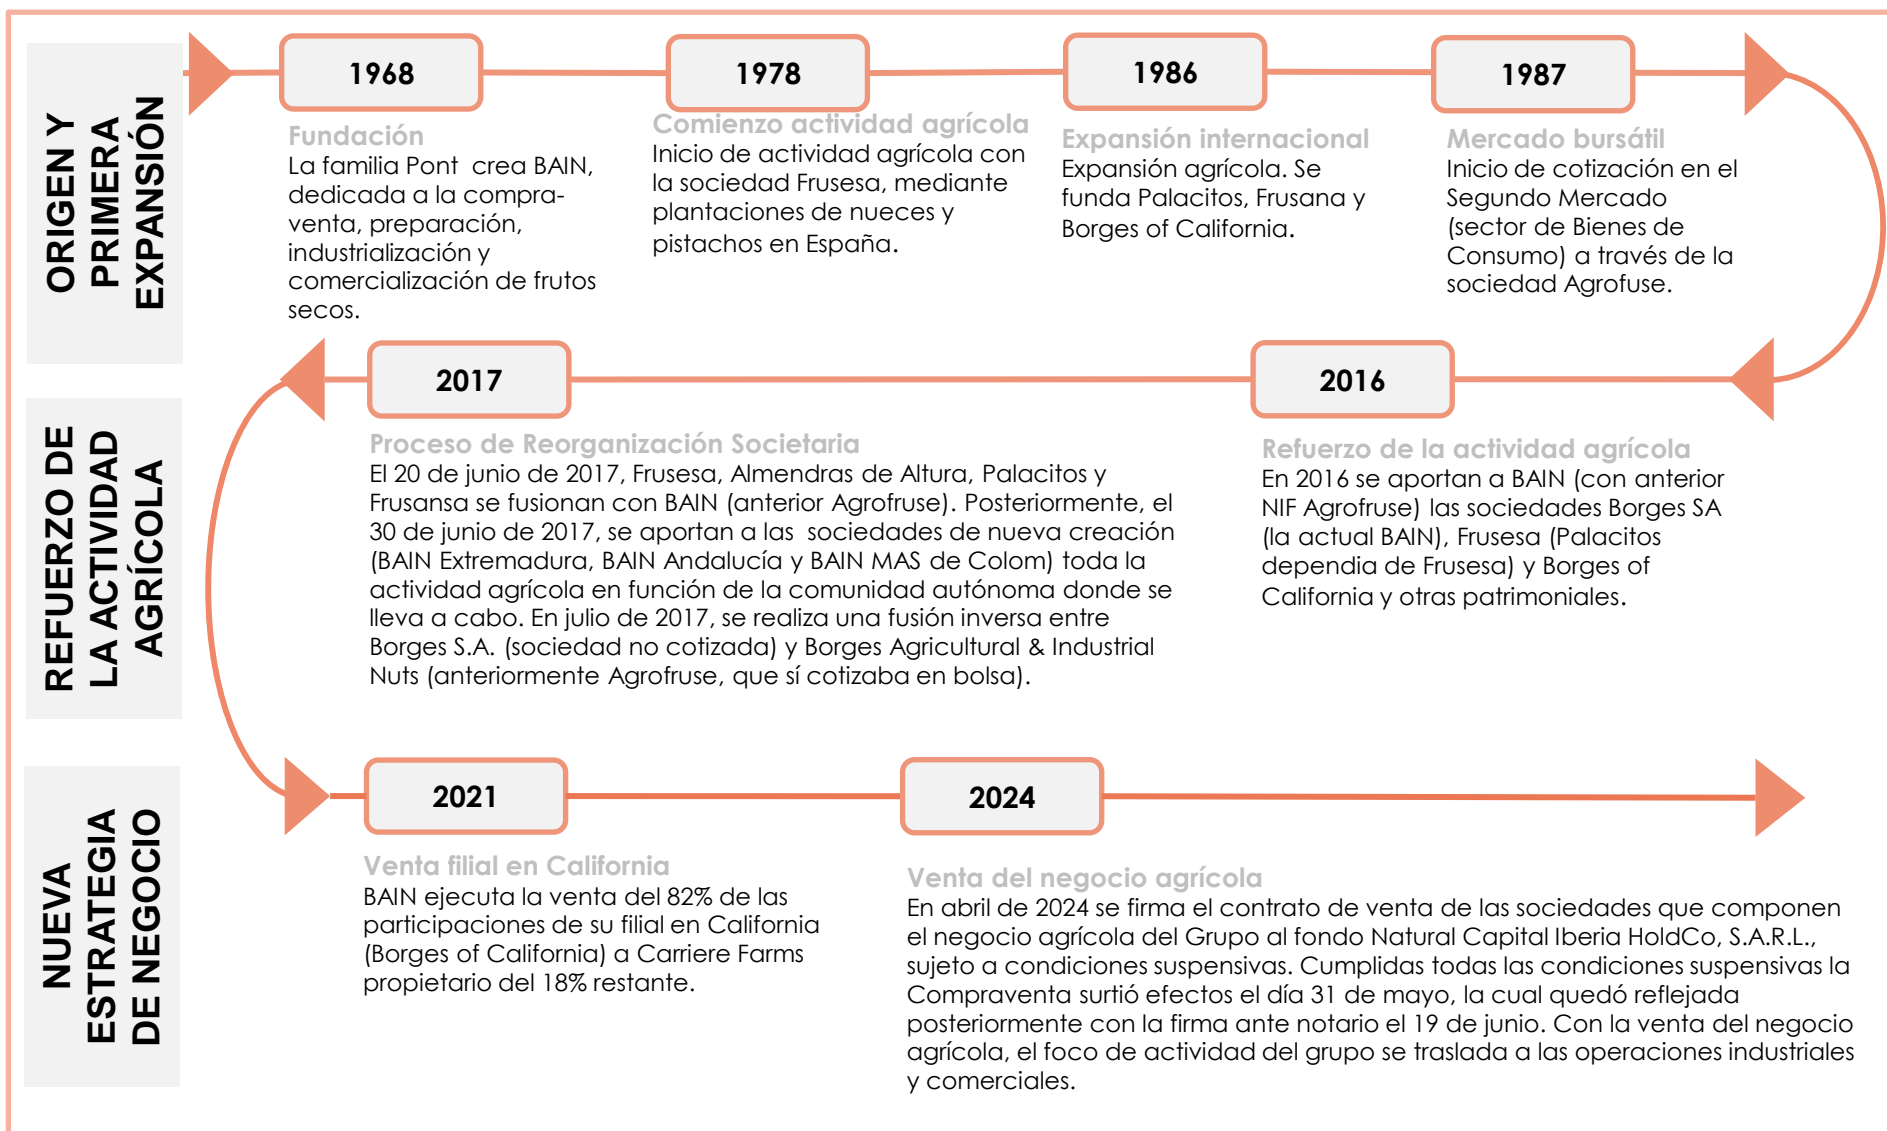 ORIGEN Y
PRIMERA
EXPANSIÓN
1968
Fundación
La familia Pont crea BAIN,
dedicada a la compra-
venta, preparación,
industrialización y
comercialización de frutos
secos.
1978
Comienzo actividad agrícola
Inicio de actividad agrícola con
la sociedad Frusesa, mediante
plantaciones de nueces y
pistachos en España.
1986
Expansión internacional
Expansión agrícola. Se
funda Palacitos, Frusana y
Borges of California.
1987
Mercado bursátil
Inicio de cotización en el
Segundo Mercado
(sector de Bienes de
Consumo) a través de la
sociedad Agrofuse.
REFUERZO DE
LA ACTIVIDAD
AGRÍCOLA
2016
Refuerzo de la actividad agrícola
En 2016 se aportan a BAIN (con anterior
NIF Agrofruse) las sociedades Borges SA
(la actual BAIN), Frusesa (Palacitos
dependia de Frusesa) y Borges of
California y otras patrimoniales.
2017
Proceso de Reorganización Societaria
El 20 de junio de 2017, Frusesa, Almendras de Altura, Palacitos y
Frusansa se fusionan con BAIN (anterior Agrofruse). Posteriormente, el
30 de junio de 2017, se aportan a las sociedades de nueva creación
(BAIN Extremadura, BAIN Andalucía y BAIN MAS de Colom) toda la
actividad agrícola en función de la comunidad autónoma donde se
lleva a cabo. En julio de 2017, se realiza una fusión inversa entre
Borges S.A. (sociedad no cotizada) y Borges Agricultural & Industrial
Nuts (anteriormente Agrofruse, que sí cotizaba en bolsa).
NUEVA
ESTRATEGIA
DE NEGOCIO
2021
Venta filial en California
BAIN ejecuta la venta del 82% de las
participaciones de su filial en California
(Borges of California) a Carriere Farms
propietario del 18% restante.
2024
Venta del negocio agrícola
En abril de 2024 se firma el contrato de venta de las sociedades que componen
el negocio agrícola del Grupo al fondo Natural Capital Iberia HoldCo, S.A.R.L.,
sujeto a condiciones suspensivas. Cumplidas todas las condiciones suspensivas la
Compraventa surtió efectos el día 31 de mayo, la cual quedó reflejada
posteriormente con la firma ante notario el 19 de junio. Con la venta del negocio
agrícola, el foco de actividad del grupo se traslada a las operaciones industriales
y comerciales.